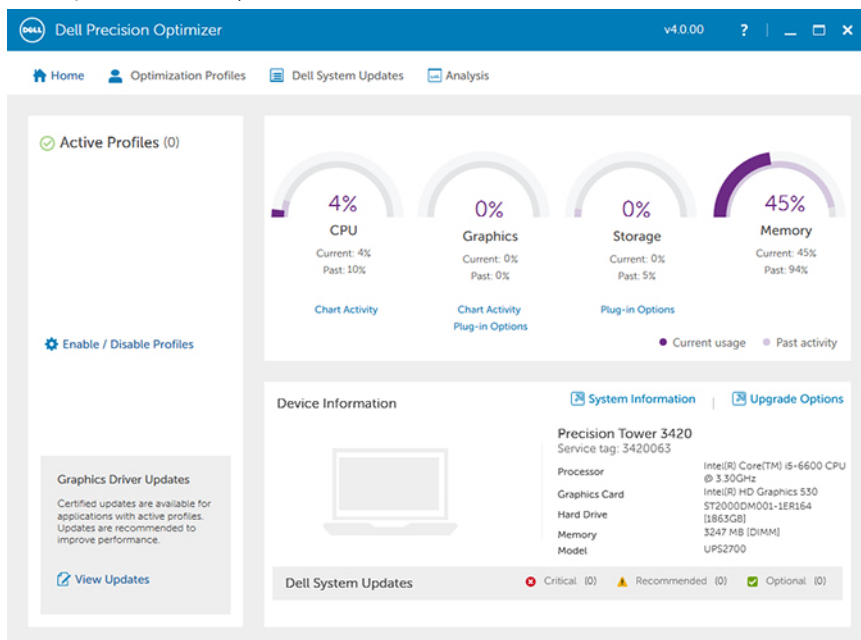 DELL Dell Precision Optimizer v4.0.00 ?
Home Optimization Profiles Dell System Updates Analysis
Active Profiles (0)
Enable / Disable Profiles
Graphics Driver Updates
Certified updates are available for
applications with active profiles.
Updates are recommended to
improve performance.
View Updates
4%
CPU
Current: 4%
Past: 10%
Chart Activity
0%
Graphics
Current: 0%
Past: 0%
Chart Activity
Plug-in Options
0%
Storage
Current: 0%
Past: 5%
Plug-in Options
45%
Memory
Current: 45%
Past: 94%
Current usage Past activity
Device Information System Information Upgrade Options
Precision Tower 3420
Service tag: 3420063
Processor Intel(R) Core(TM) i5-6600 CPU
@ 3.30GHz
Graphics Card Intel(R) HD Graphics 530
Hard Drive ST2000DM001-1ER164
[1863GB]
Memory 3247 MB [DIMM]
Model UPS2700
Dell System Updates Critical (0) Recommended (0) Optional (0)